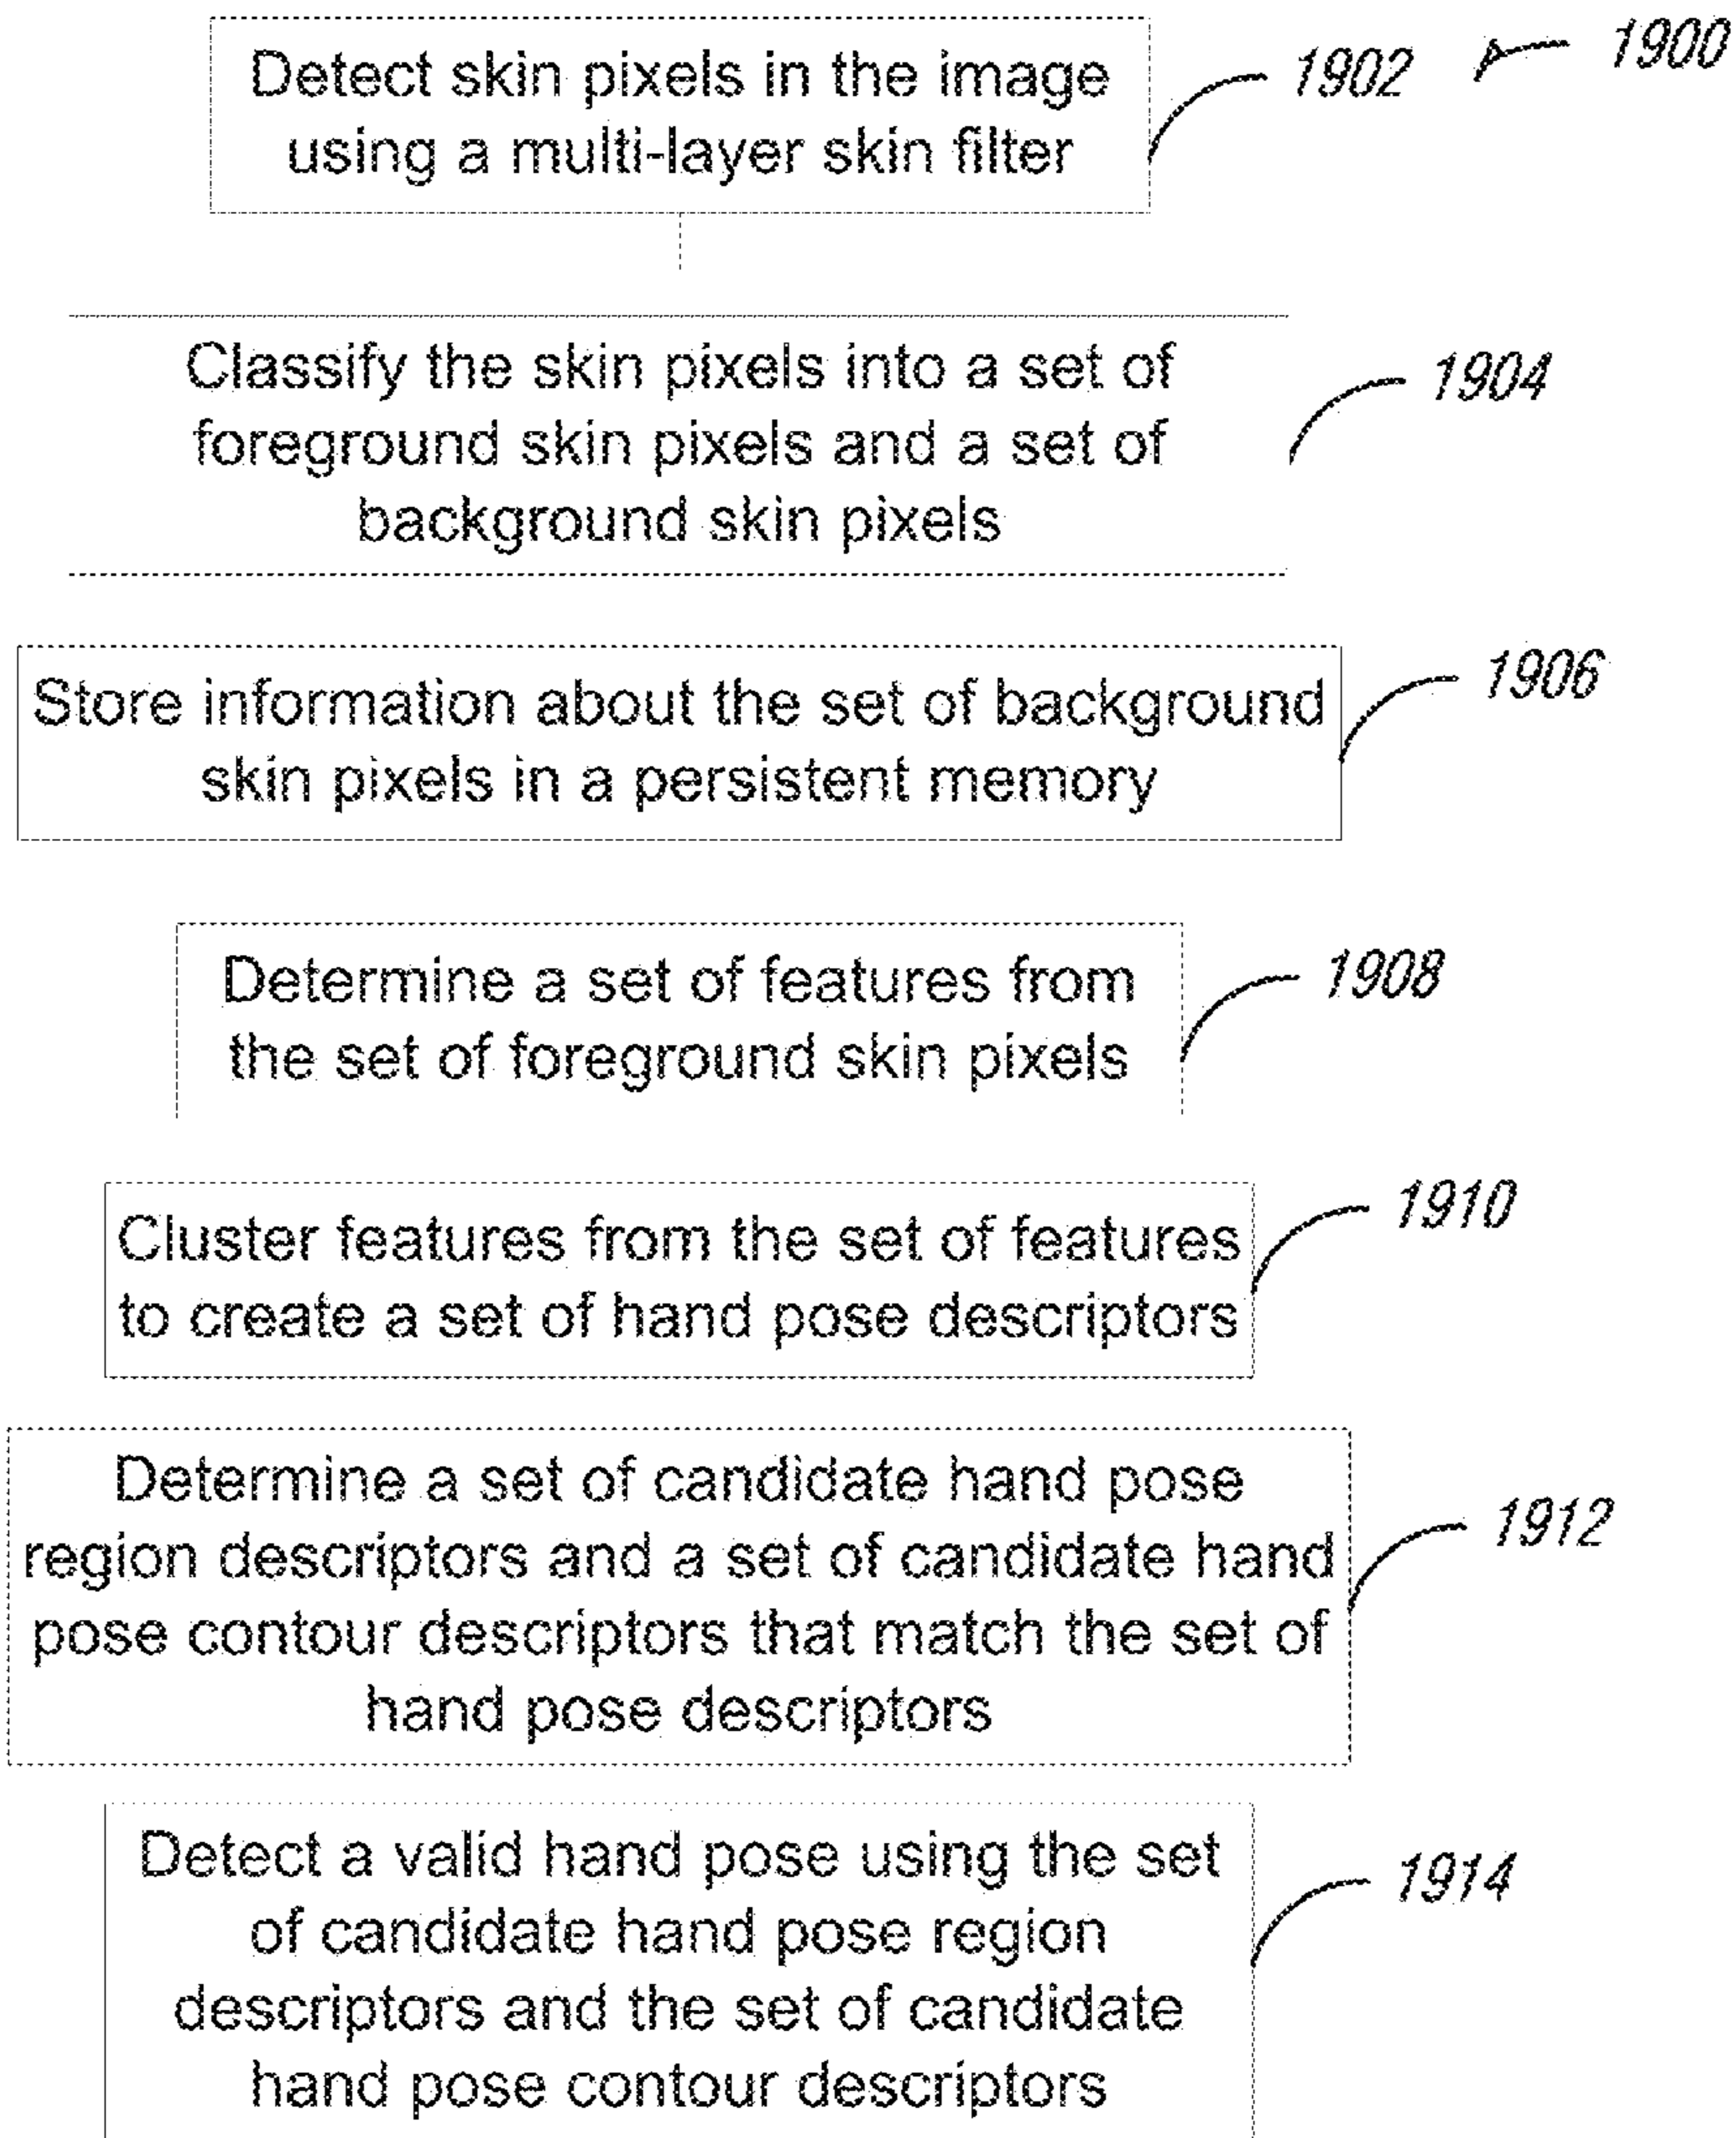 1900
Detect skin pixels in the image
using a multi-layer skin filter
1902
Classify the skin pixels into a set of
foreground skin pixels and a set of
background skin pixels
1904
Store information about the set of background
skin pixels in a persistent memory
1906
Determine a set of features from
the set of foreground skin pixels
1908
Cluster features from the set of features
to create a set of hand pose descriptors
1910
Determine a set of candidate hand pose
region descriptors and a set of candidate hand
pose contour descriptors that match the set of
hand pose descriptors
1912
Detect a valid hand pose using the set
of candidate hand pose region
descriptors and the set of candidate
hand pose contour descriptors
1914